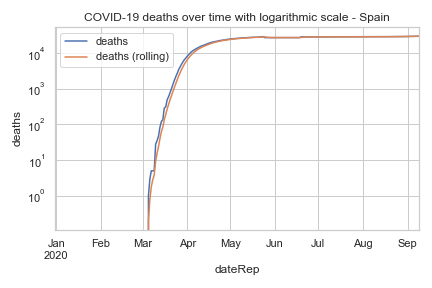 COVID-19 deaths over time with logarithmic scale - Spain
deaths
deaths (rolling)
10⁴
10³
10²
10¹
10⁰
deaths
Jan Feb Mar Apr May Jun Jul Aug Sep
2020
dateRep